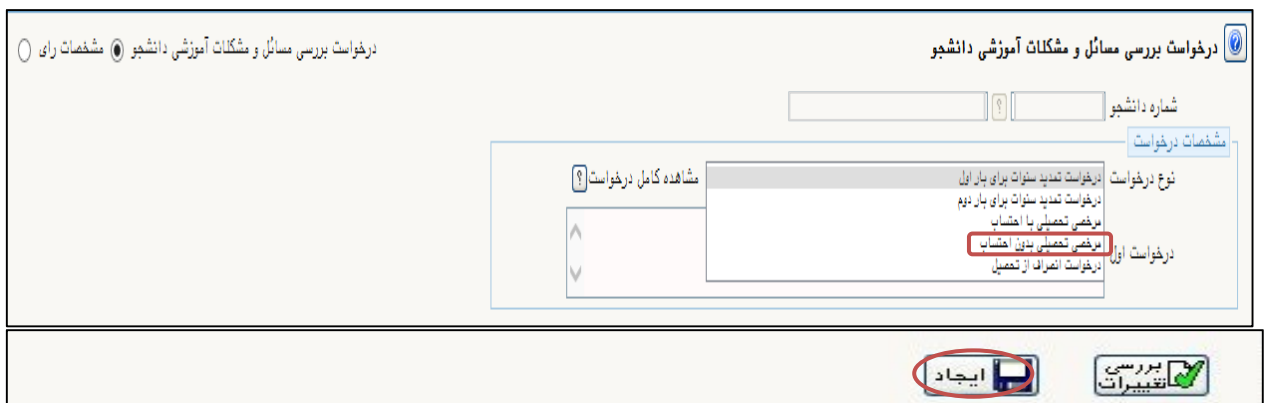 درخواست بررسی مسائل و مشکلات آموزشی دانشجو
درخواست بررسی مسائل و مشکلات آموزشی دانشجو مشخصات رای
شماره دانشجو ؟
مشخصات درخواست
نوع درخواست درخواست تمدید سنوات برای بار اول مشاهده کامل درخواست ؟
درخواست تمدید سنوات برای بار دوم
مرخصی تحصیلی با احتساب
مرخصی تحصیلی بدون احتساب
درخواست اول
درخواست انصراف از تحصیل
بررسی تغییرات
ایجاد